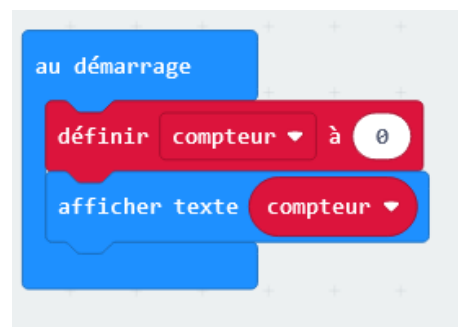 au démarrage
définir compteur à 0
afficher texte compteur